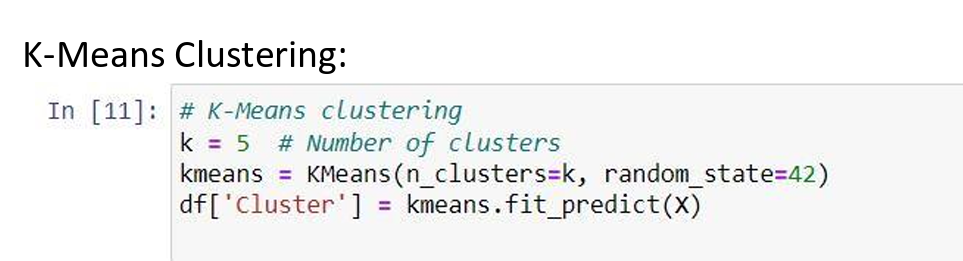 K-Means Clustering:
In [11]: # K-Means clustering
k = 5  # Number of clusters
kmeans = KMeans(n_clusters=k, random_state=42)
df['Cluster'] = kmeans.fit_predict(X)